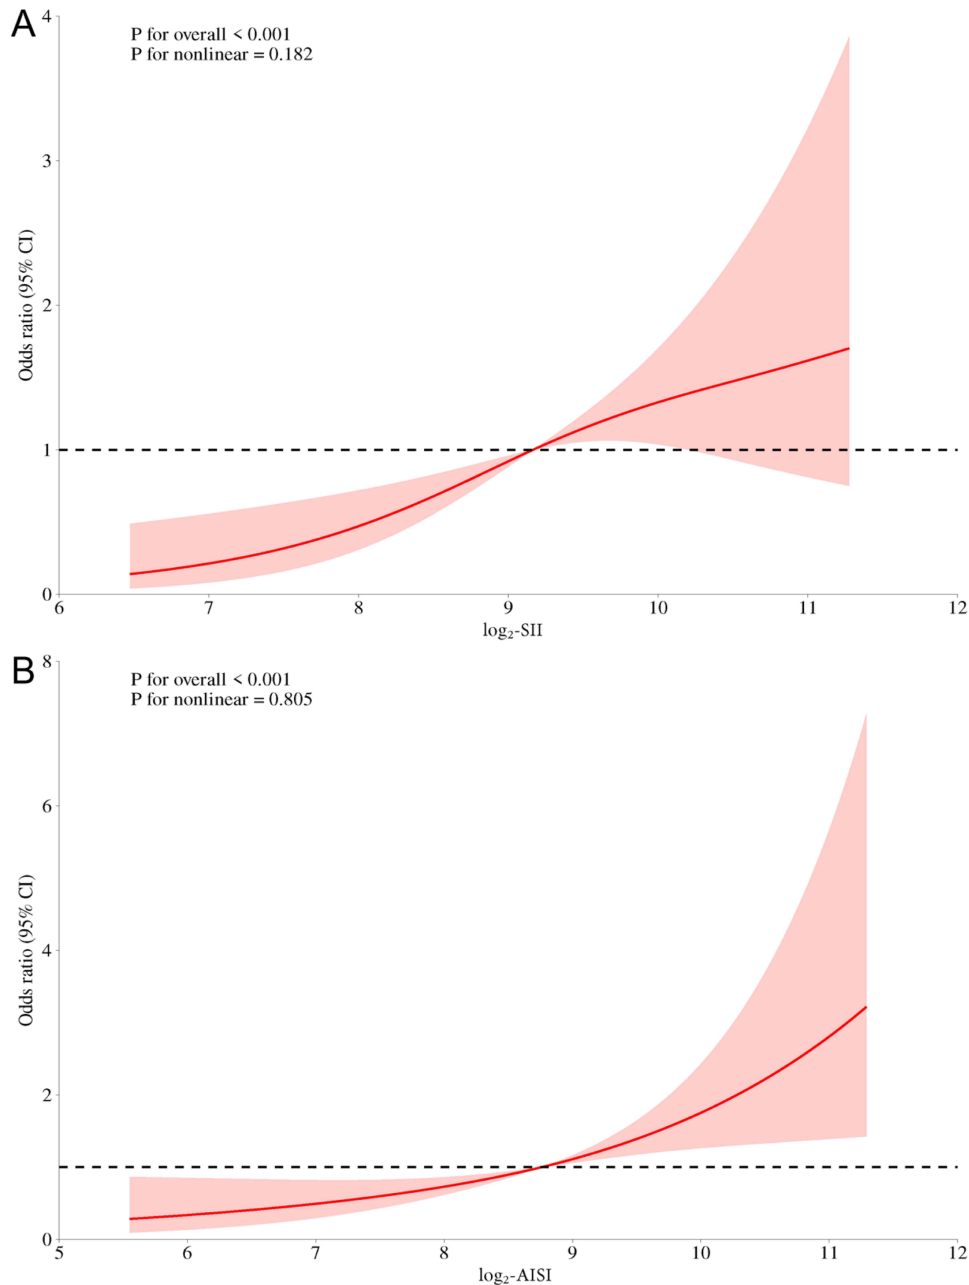 A
P for overall < 0.001
P for nonlinear = 0.182
4
3
2
1
0
Odds ratio (95% CI)
6 7 8 9 10 11 12
log₂-SII
B
P for overall < 0.001
P for nonlinear = 0.805
8
6
4
2
0
Odds ratio (95% CI)
5 6 7 8 9 10 11 12
log₂-AISI